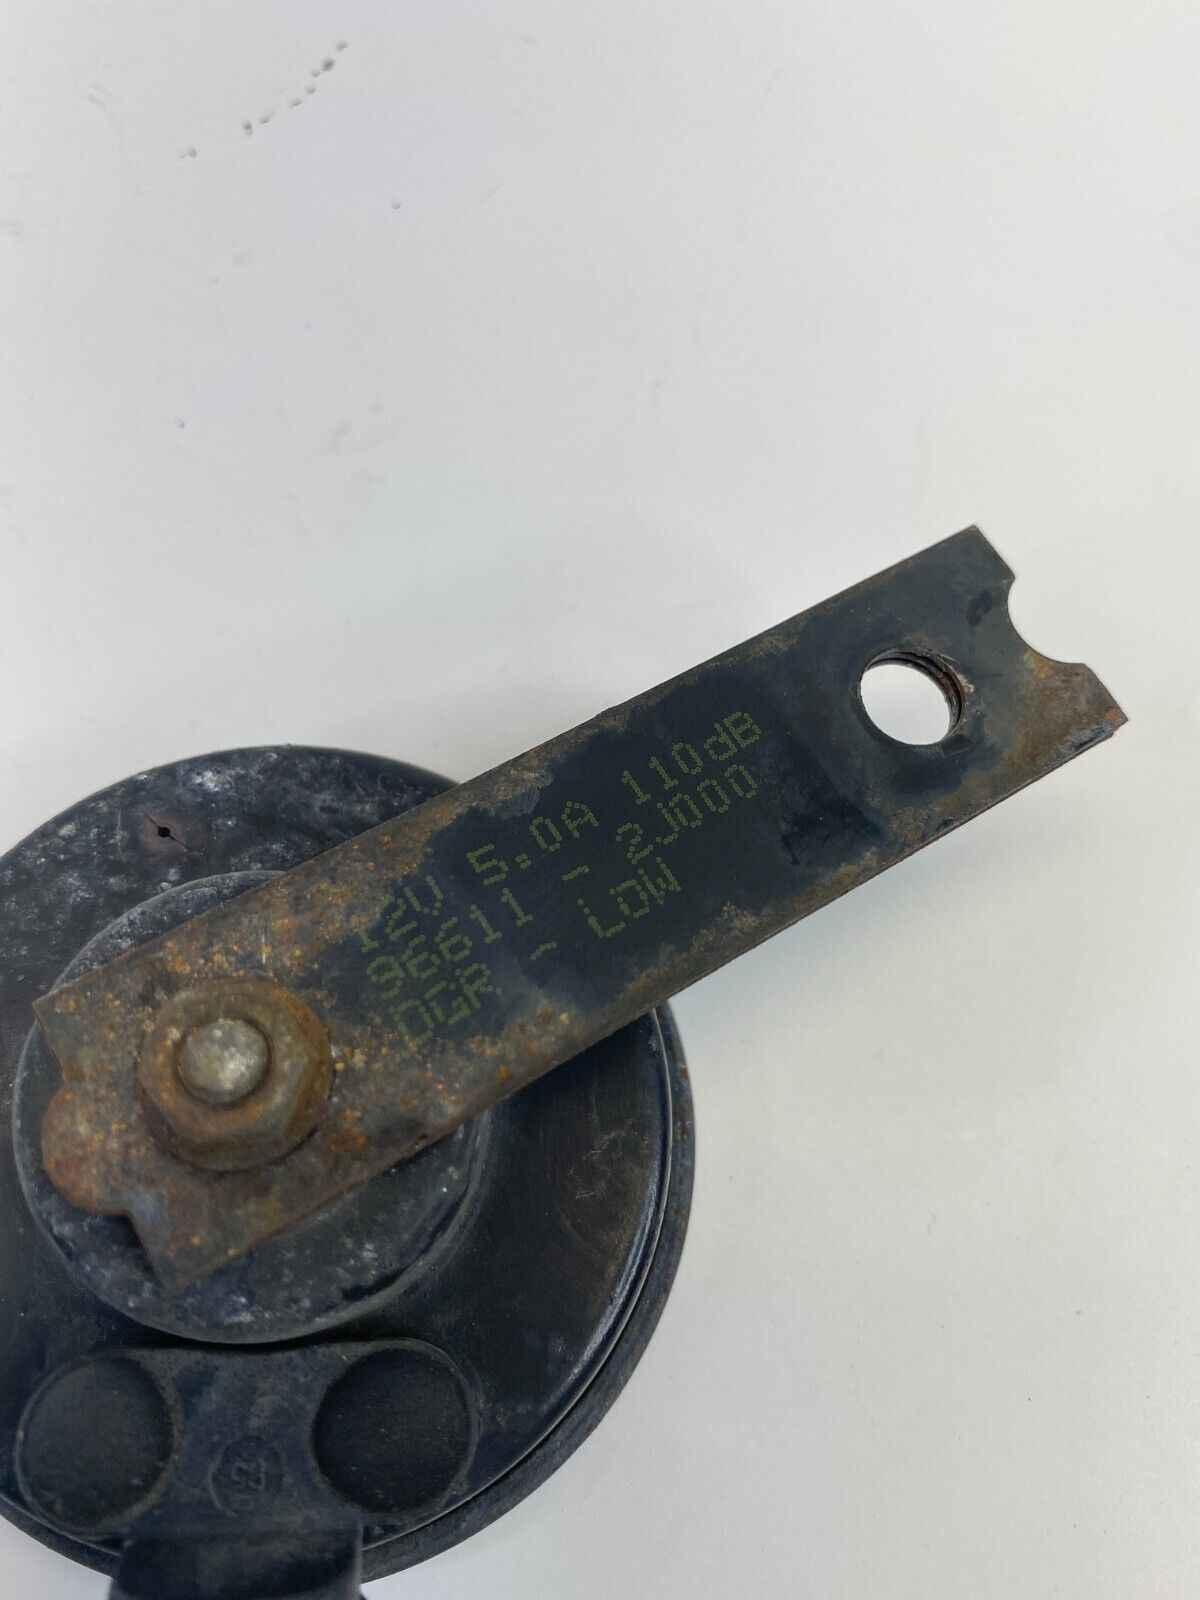 12V 5.0A 110dB
96611 - 2J000
DGR - LOW